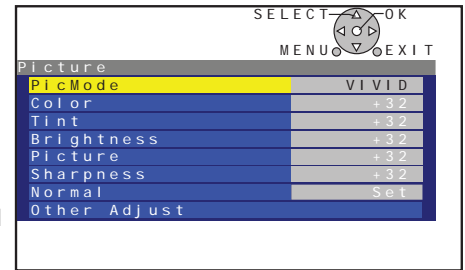 SELECT OK
MENU EXIT
Picture
PicMode VIVID
Color +32
Tint +32
Brightness +32
Picture +32
Sharpness +32
Normal Set
Other Adjust